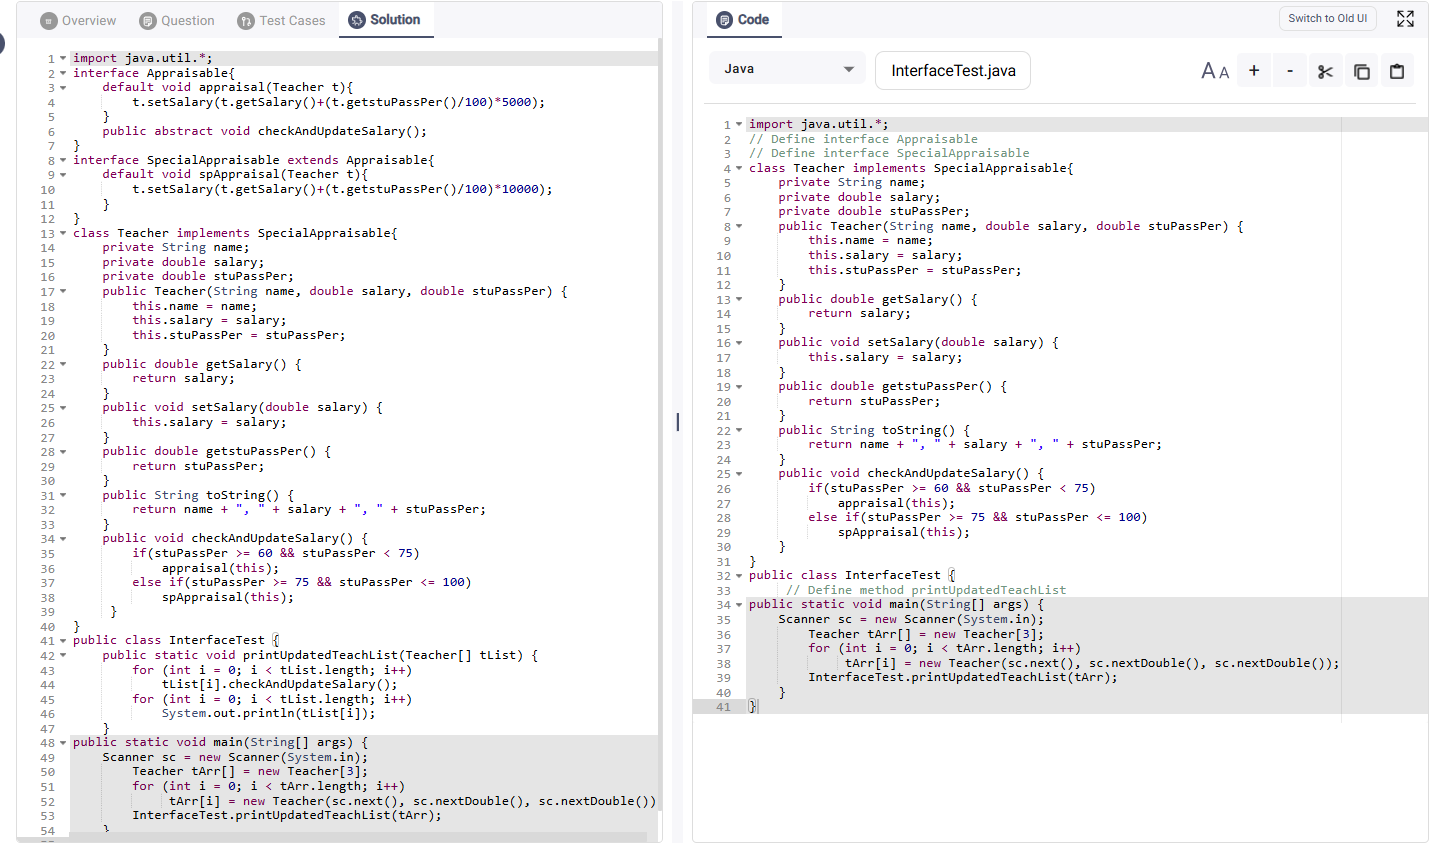 Overview Question Test Cases Solution
1 import java.util.*;
2 interface Appraisable{
3     default void appraisal(Teacher t){
4         t.setSalary(t.getSalary()+(t.getstuPassPer()/100)*5000);
5     }
6     public abstract void checkAndUpdateSalary();
7 }
8 interface SpecialAppraisable extends Appraisable{
9     default void spAppraisal(Teacher t){
10         t.setSalary(t.getSalary()+(t.getstuPassPer()/100)*10000);
11     }
12 }
13 class Teacher implements SpecialAppraisable{
14     private String name;
15     private double salary;
16     private double stuPassPer;
17     public Teacher(String name, double salary, double stuPassPer) {
18         this.name = name;
19         this.salary = salary;
20         this.stuPassPer = stuPassPer;
21     }
22     public double getSalary() {
23         return salary;
24     }
25     public void setSalary(double salary) {
26         this.salary = salary;
27     }
28     public double getstuPassPer() {
29         return stuPassPer;
30     }
31     public String toString() {
32         return name + ", " + salary + ", " + stuPassPer;
33     }
34     public void checkAndUpdateSalary() {
35         if(stuPassPer >= 60 && stuPassPer < 75)
36             appraisal(this);
37         else if(stuPassPer >= 75 && stuPassPer <= 100)
38             spAppraisal(this);
39      }
40 }
41 public class InterfaceTest {
42     public static void printUpdatedTeachList(Teacher[] tList) {
43         for (int i = 0; i < tList.length; i++)
44             tList[i].checkAndUpdateSalary();
45         for (int i = 0; i < tList.length; i++)
46             System.out.println(tList[i]);
47     }
48 public static void main(String[] args) {
49     Scanner sc = new Scanner(System.in);
50         Teacher tArr[] = new Teacher[3];
51         for (int i = 0; i < tArr.length; i++)
52              tArr[i] = new Teacher(sc.next(), sc.nextDouble(), sc.nextDouble())
53         InterfaceTest.printUpdatedTeachList(tArr);
54     }
Code Switch to Old UI
Java InterfaceTest.java AA + -
1 import java.util.*;
2 // Define interface Appraisable
3 // Define interface SpecialAppraisable
4 class Teacher implements SpecialAppraisable{
5     private String name;
6     private double salary;
7     private double stuPassPer;
8     public Teacher(String name, double salary, double stuPassPer) {
9         this.name = name;
10         this.salary = salary;
11         this.stuPassPer = stuPassPer;
12     }
13     public double getSalary() {
14         return salary;
15     }
16     public void setSalary(double salary) {
17         this.salary = salary;
18     }
19     public double getstuPassPer() {
20         return stuPassPer;
21     }
22     public String toString() {
23         return name + ", " + salary + ", " + stuPassPer;
24     }
25     public void checkAndUpdateSalary() {
26         if(stuPassPer >= 60 && stuPassPer < 75)
27             appraisal(this);
28         else if(stuPassPer >= 75 && stuPassPer <= 100)
29             spAppraisal(this);
30     }
31 }
32 public class InterfaceTest {
33      // Define method printUpdatedTeachList
34 public static void main(String[] args) {
35     Scanner sc = new Scanner(System.in);
36         Teacher tArr[] = new Teacher[3];
37         for (int i = 0; i < tArr.length; i++)
38              tArr[i] = new Teacher(sc.next(), sc.nextDouble(), sc.nextDouble());
39         InterfaceTest.printUpdatedTeachList(tArr);
40     }
41 }